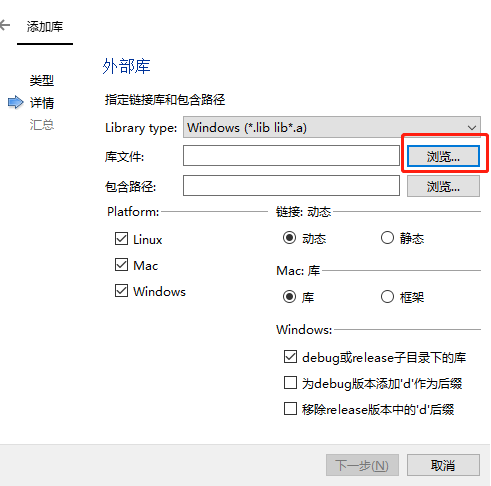 添加库
类型
详情
汇总
外部库
指定链接库和包含路径
Library type: Windows (*.lib lib*.a)
库文件: 浏览...
包含路径: 浏览...
Platform:
Linux
Mac
Windows
链接: 动态
动态 静态
Mac: 库
库 框架
Windows:
debug或release子目录下的库
为debug版本添加'd'作为后缀
移除release版本中的'd'后缀
下一步(N) 取消